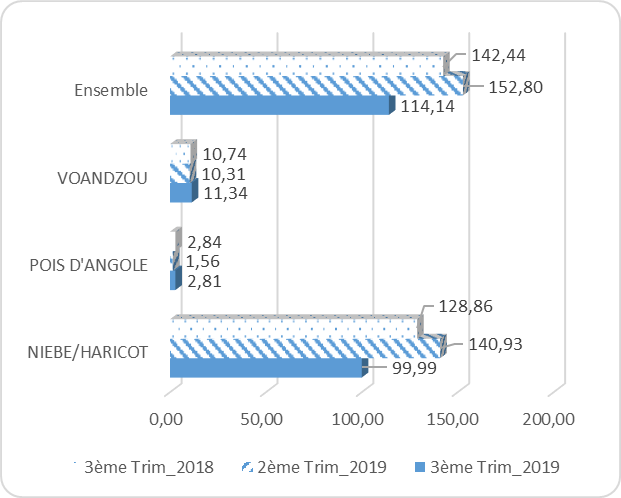 142,44
Ensemble
152,80
114,14
10,74
VOANDZOU
10,31
11,34
2,84
POIS D'ANGOLE
1,56
2,81
128,86
NIEBE/HARICOT
140,93
99,99
0,00 50,00 100,00 150,00 200,00
3ème Trim_2018 2ème Trim_2019 3ème Trim_2019